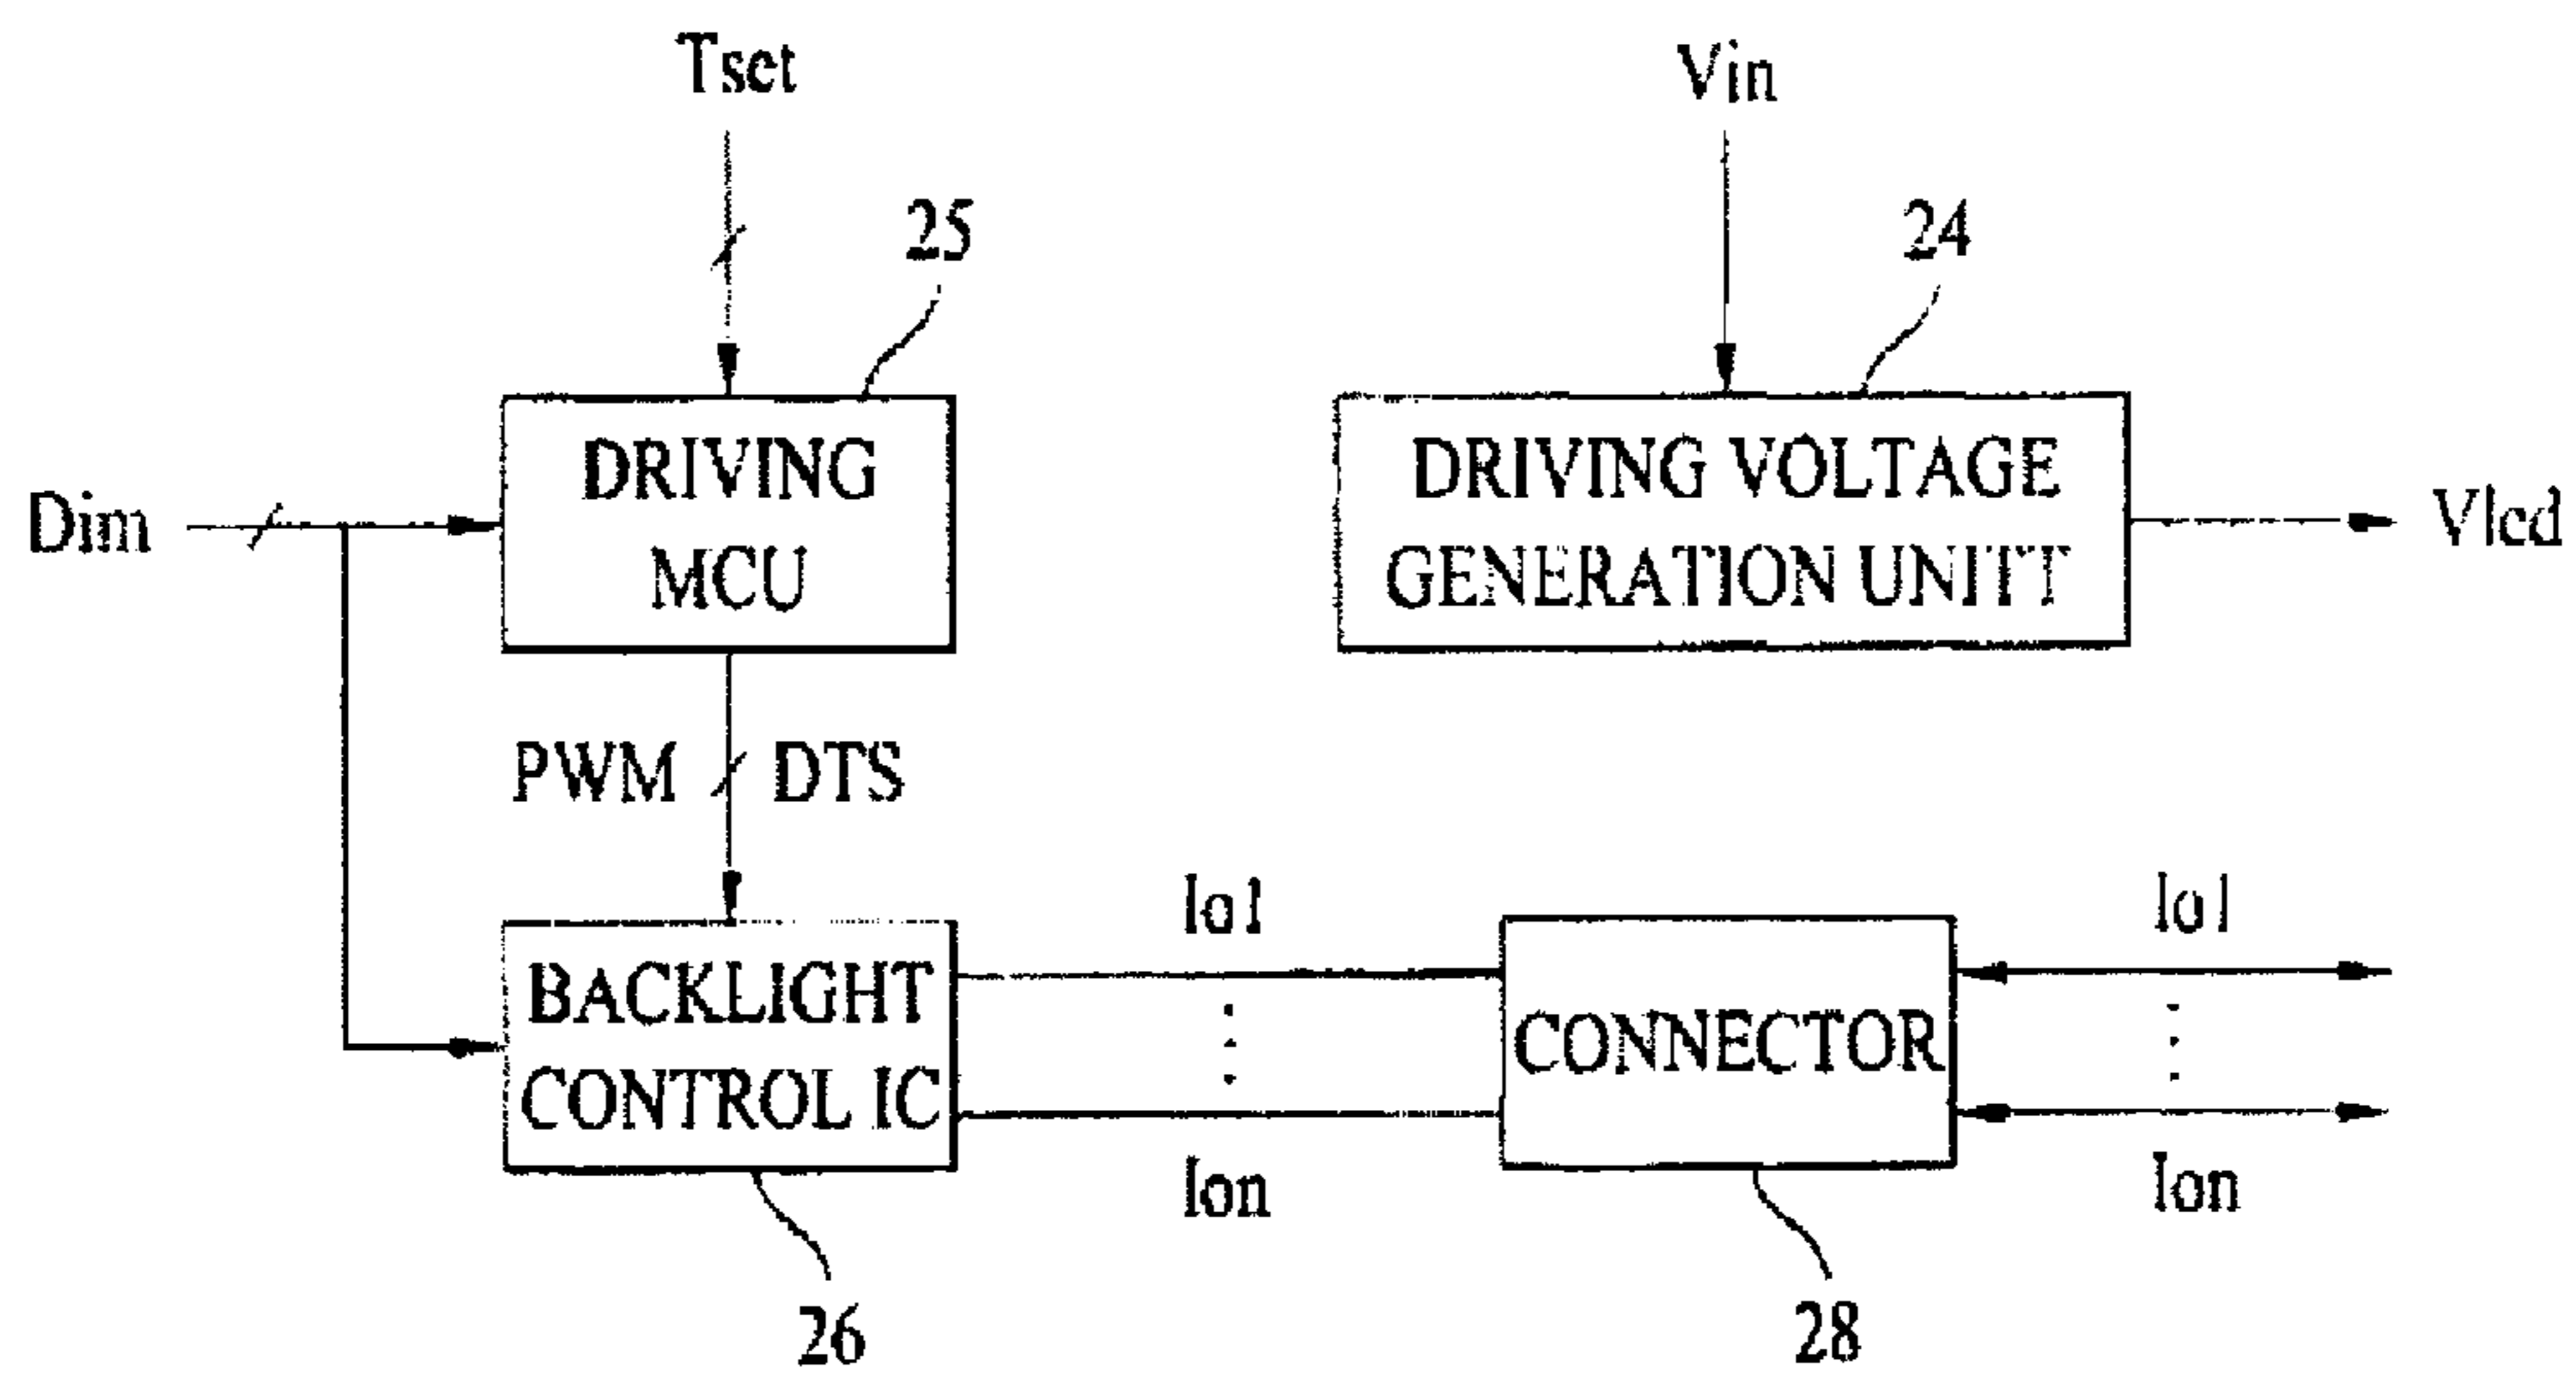 Tset
Vin
25
24
Dim
DRIVING
MCU
DRIVING VOLTAGE
GENERATION UNITT
Vlcd
PWM
DTS
Io1
Io1
BACKLIGHT
CONTROL IC
CONNECTOR
Ion
Ion
26
28